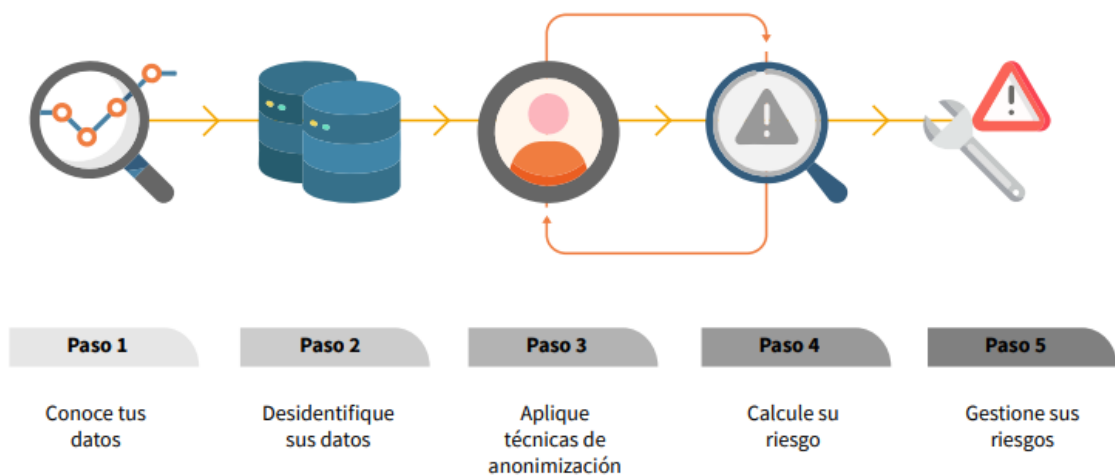 Paso 1
Conoce tus
datos
Paso 2
Desidentifique
sus datos
Paso 3
Aplique
técnicas de
anonimización
Paso 4
Calcule su
riesgo
Paso 5
Gestione sus
riesgos